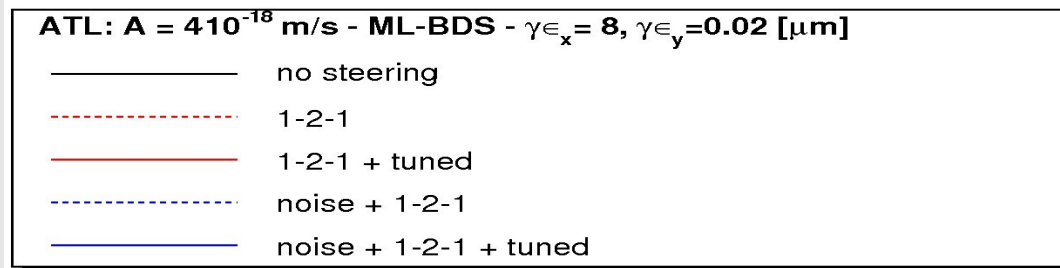 ATL: A = 410⁻¹⁸ m/s - ML-BDS - γ∈ₓ= 8, γ∈ᵧ=0.02 [μm]
no steering
1-2-1
1-2-1 + tuned
noise + 1-2-1
noise + 1-2-1 + tuned